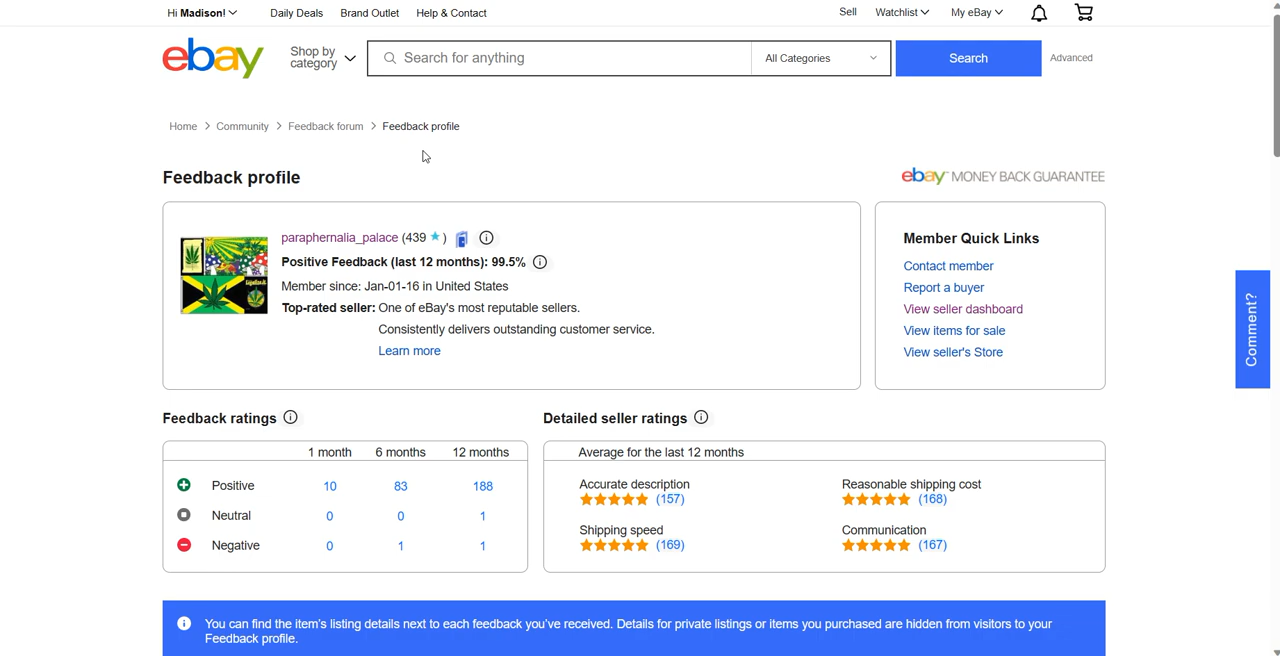 Hi Madison! Daily Deals Brand Outlet Help & Contact Sell Watchlist My eBay
ebay Shop by category Search for anything All Categories Search Advanced
Home > Community > Feedback forum > Feedback profile
Feedback profile
ebay MONEY BACK GUARANTEE
paraphernalia_palace (439 ★ )
Positive Feedback (last 12 months): 99.5%
Member since: Jan-01-16 in United States
Top-rated seller: One of eBay's most reputable sellers.
Consistently delivers outstanding customer service.
Learn more
Member Quick Links
Contact member
Report a buyer
View seller dashboard
View items for sale
View seller's Store
Comment?
Feedback ratings
1 month 6 months 12 months
Positive 10 83 188
Neutral 0 0 1
Negative 0 1 1
Detailed seller ratings
Average for the last 12 months
Accurate description
(157)
Reasonable shipping cost
(168)
Shipping speed
(169)
Communication
(167)
You can find the item's listing details next to each feedback you've received. Details for private listings or items you purchased are hidden from visitors to your
Feedback profile.